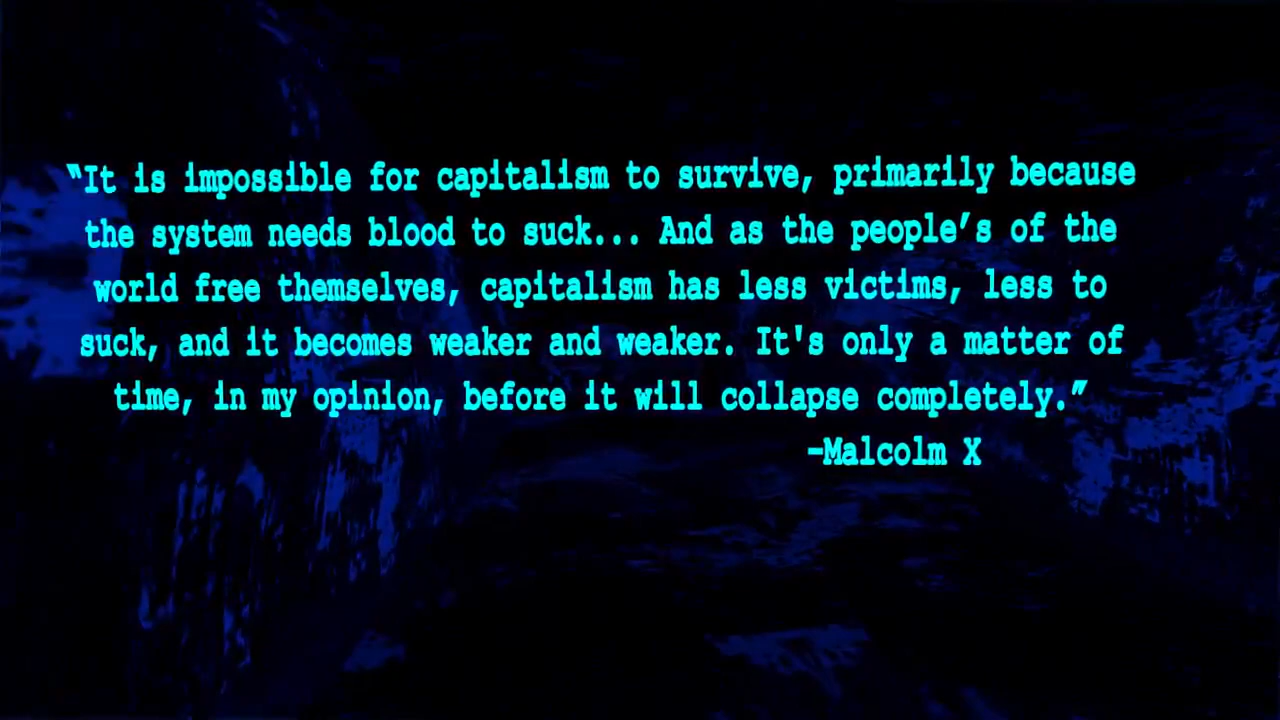 “It is impossible for capitalism to survive, primarily because
the system needs blood to suck... And as the people’s of the
world free themselves, capitalism has less victims, less to
suck, and it becomes weaker and weaker. It's only a matter of
time, in my opinion, before it will collapse completely.”
-Malcolm X